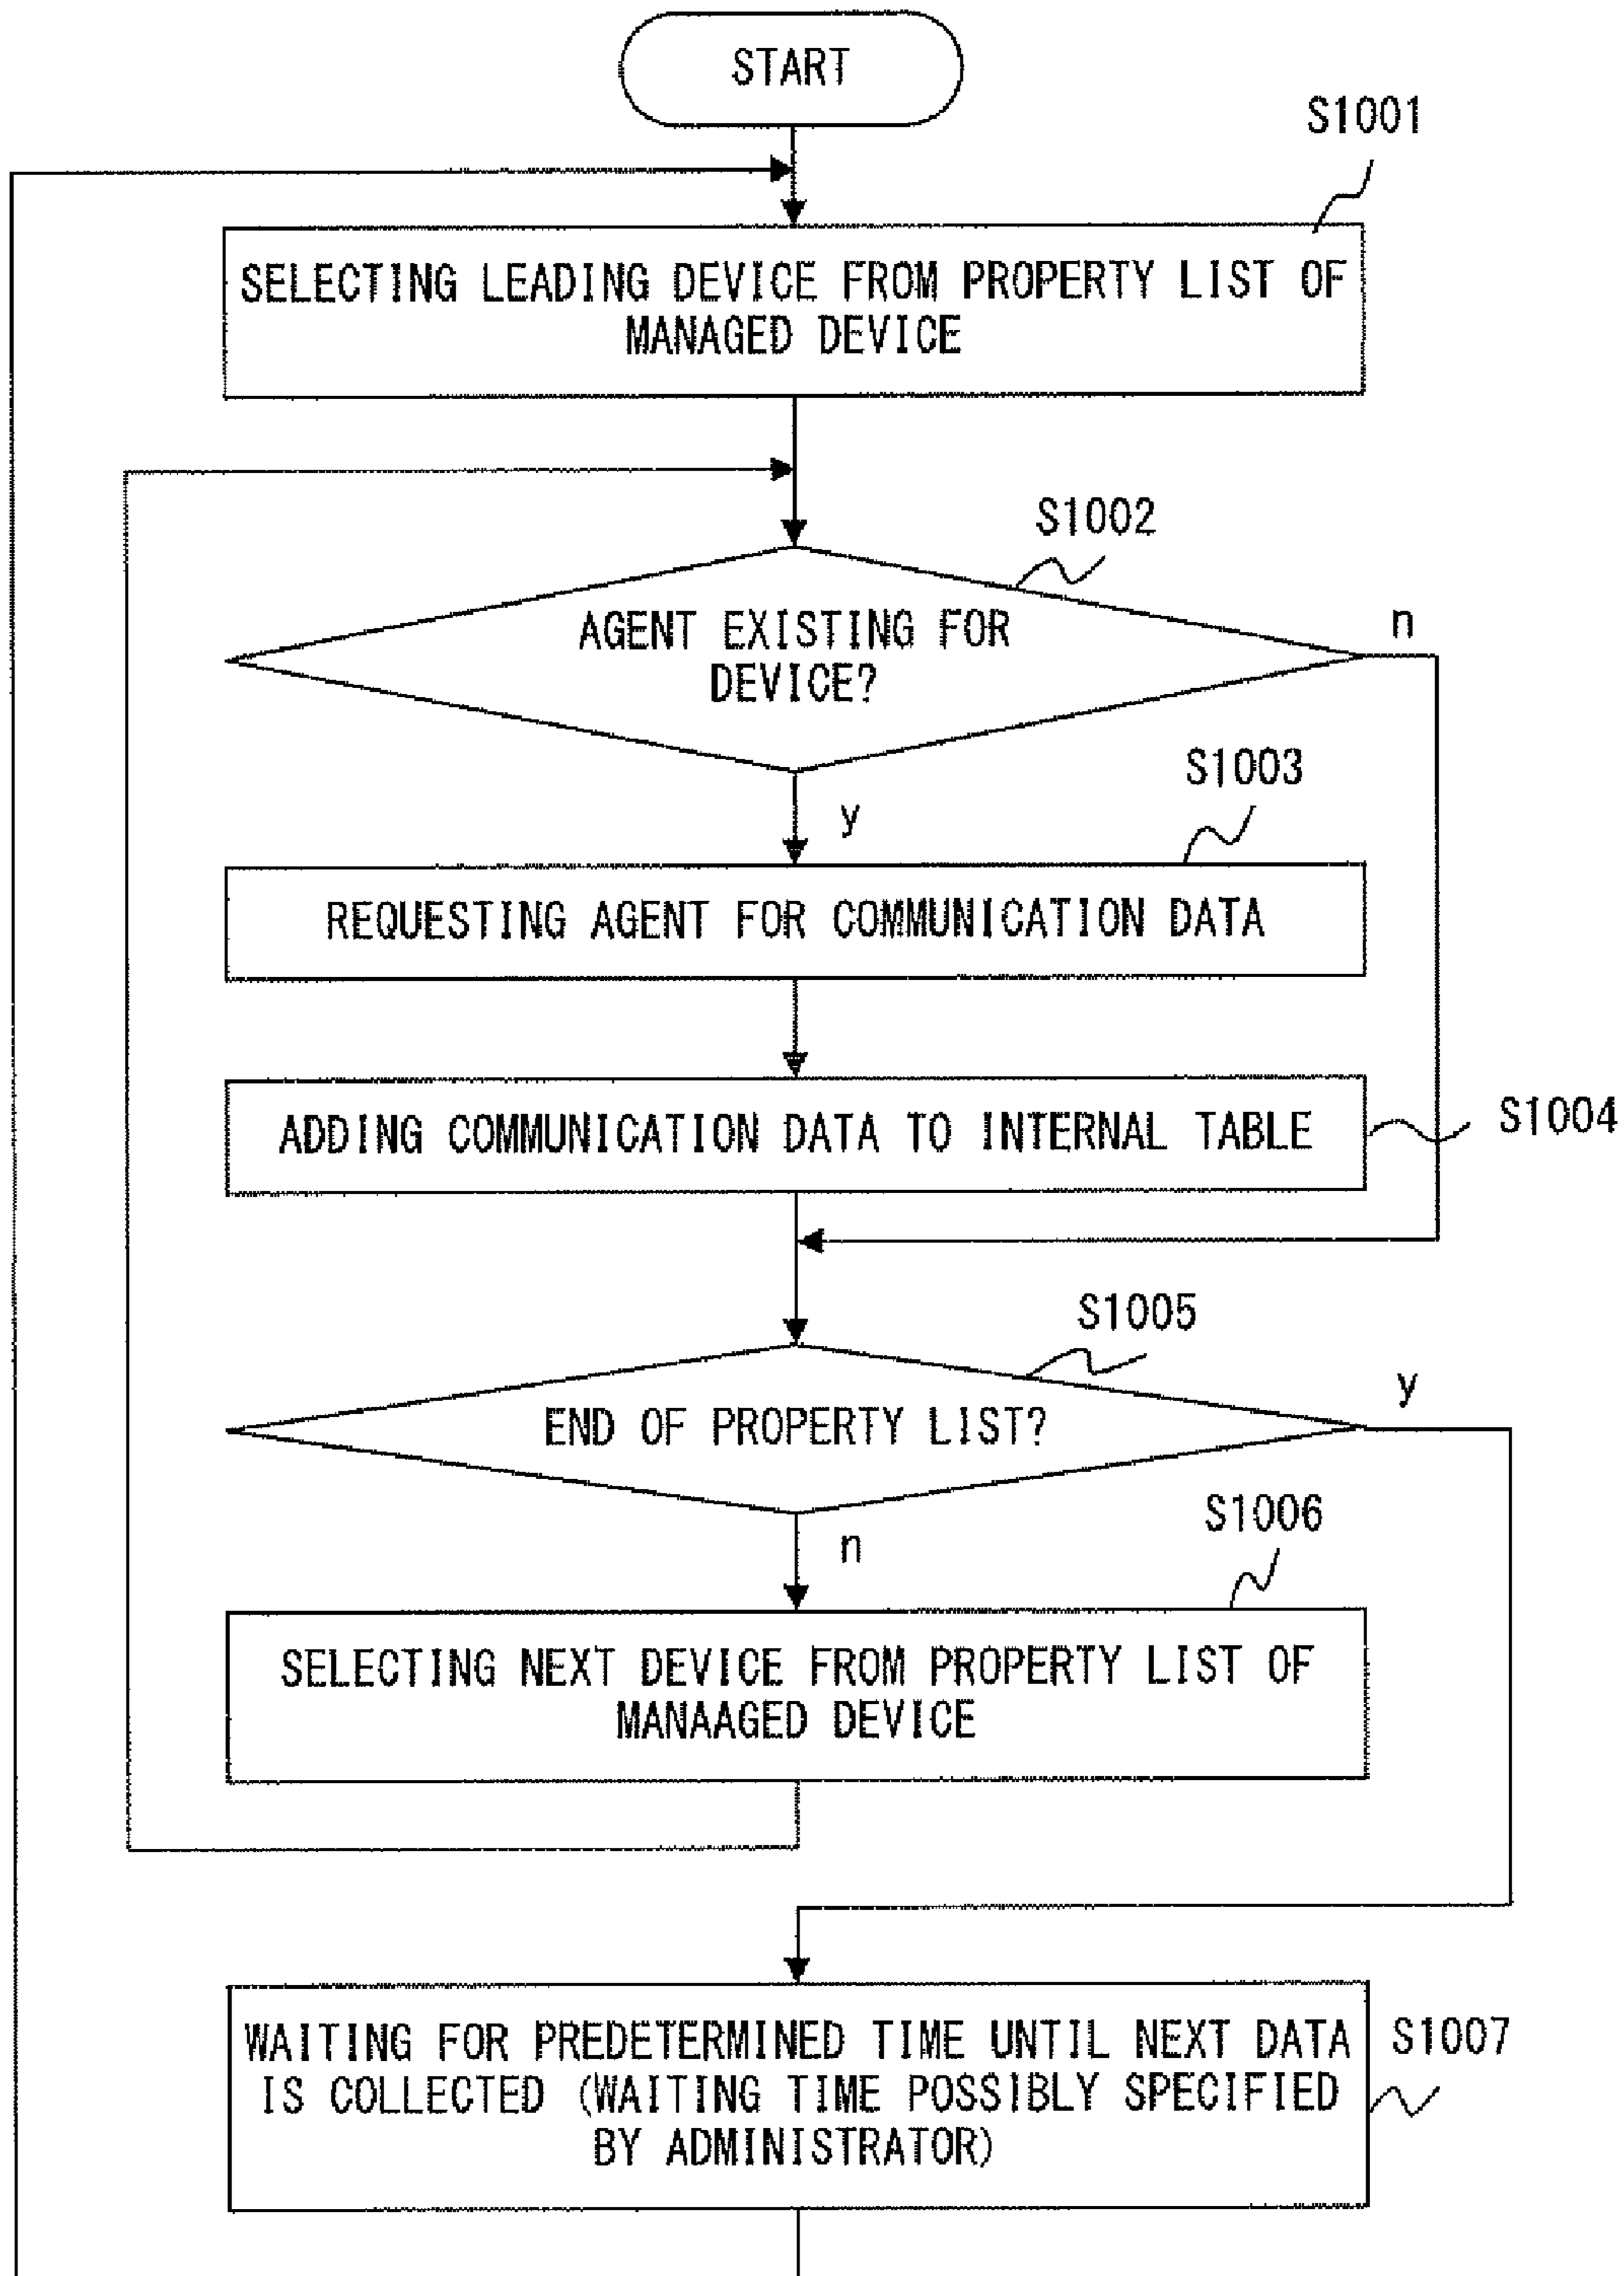 START
S1001
SELECTING LEADING DEVICE FROM PROPERTY LIST OF
MANAGED DEVICE
S1002
AGENT EXISTING FOR
DEVICE?
n
y
S1003
REQUESTING AGENT FOR COMMUNICATION DATA
ADDING COMMUNICATION DATA TO INTERNAL TABLE
S1004
S1005
END OF PROPERTY LIST?
y
n
S1006
SELECTING NEXT DEVICE FROM PROPERTY LIST OF
MANAAGED DEVICE
WAITING FOR PREDETERMINED TIME UNTIL NEXT DATA
IS COLLECTED (WAITING TIME POSSIBLY SPECIFIED
BY ADMINISTRATOR)
S1007